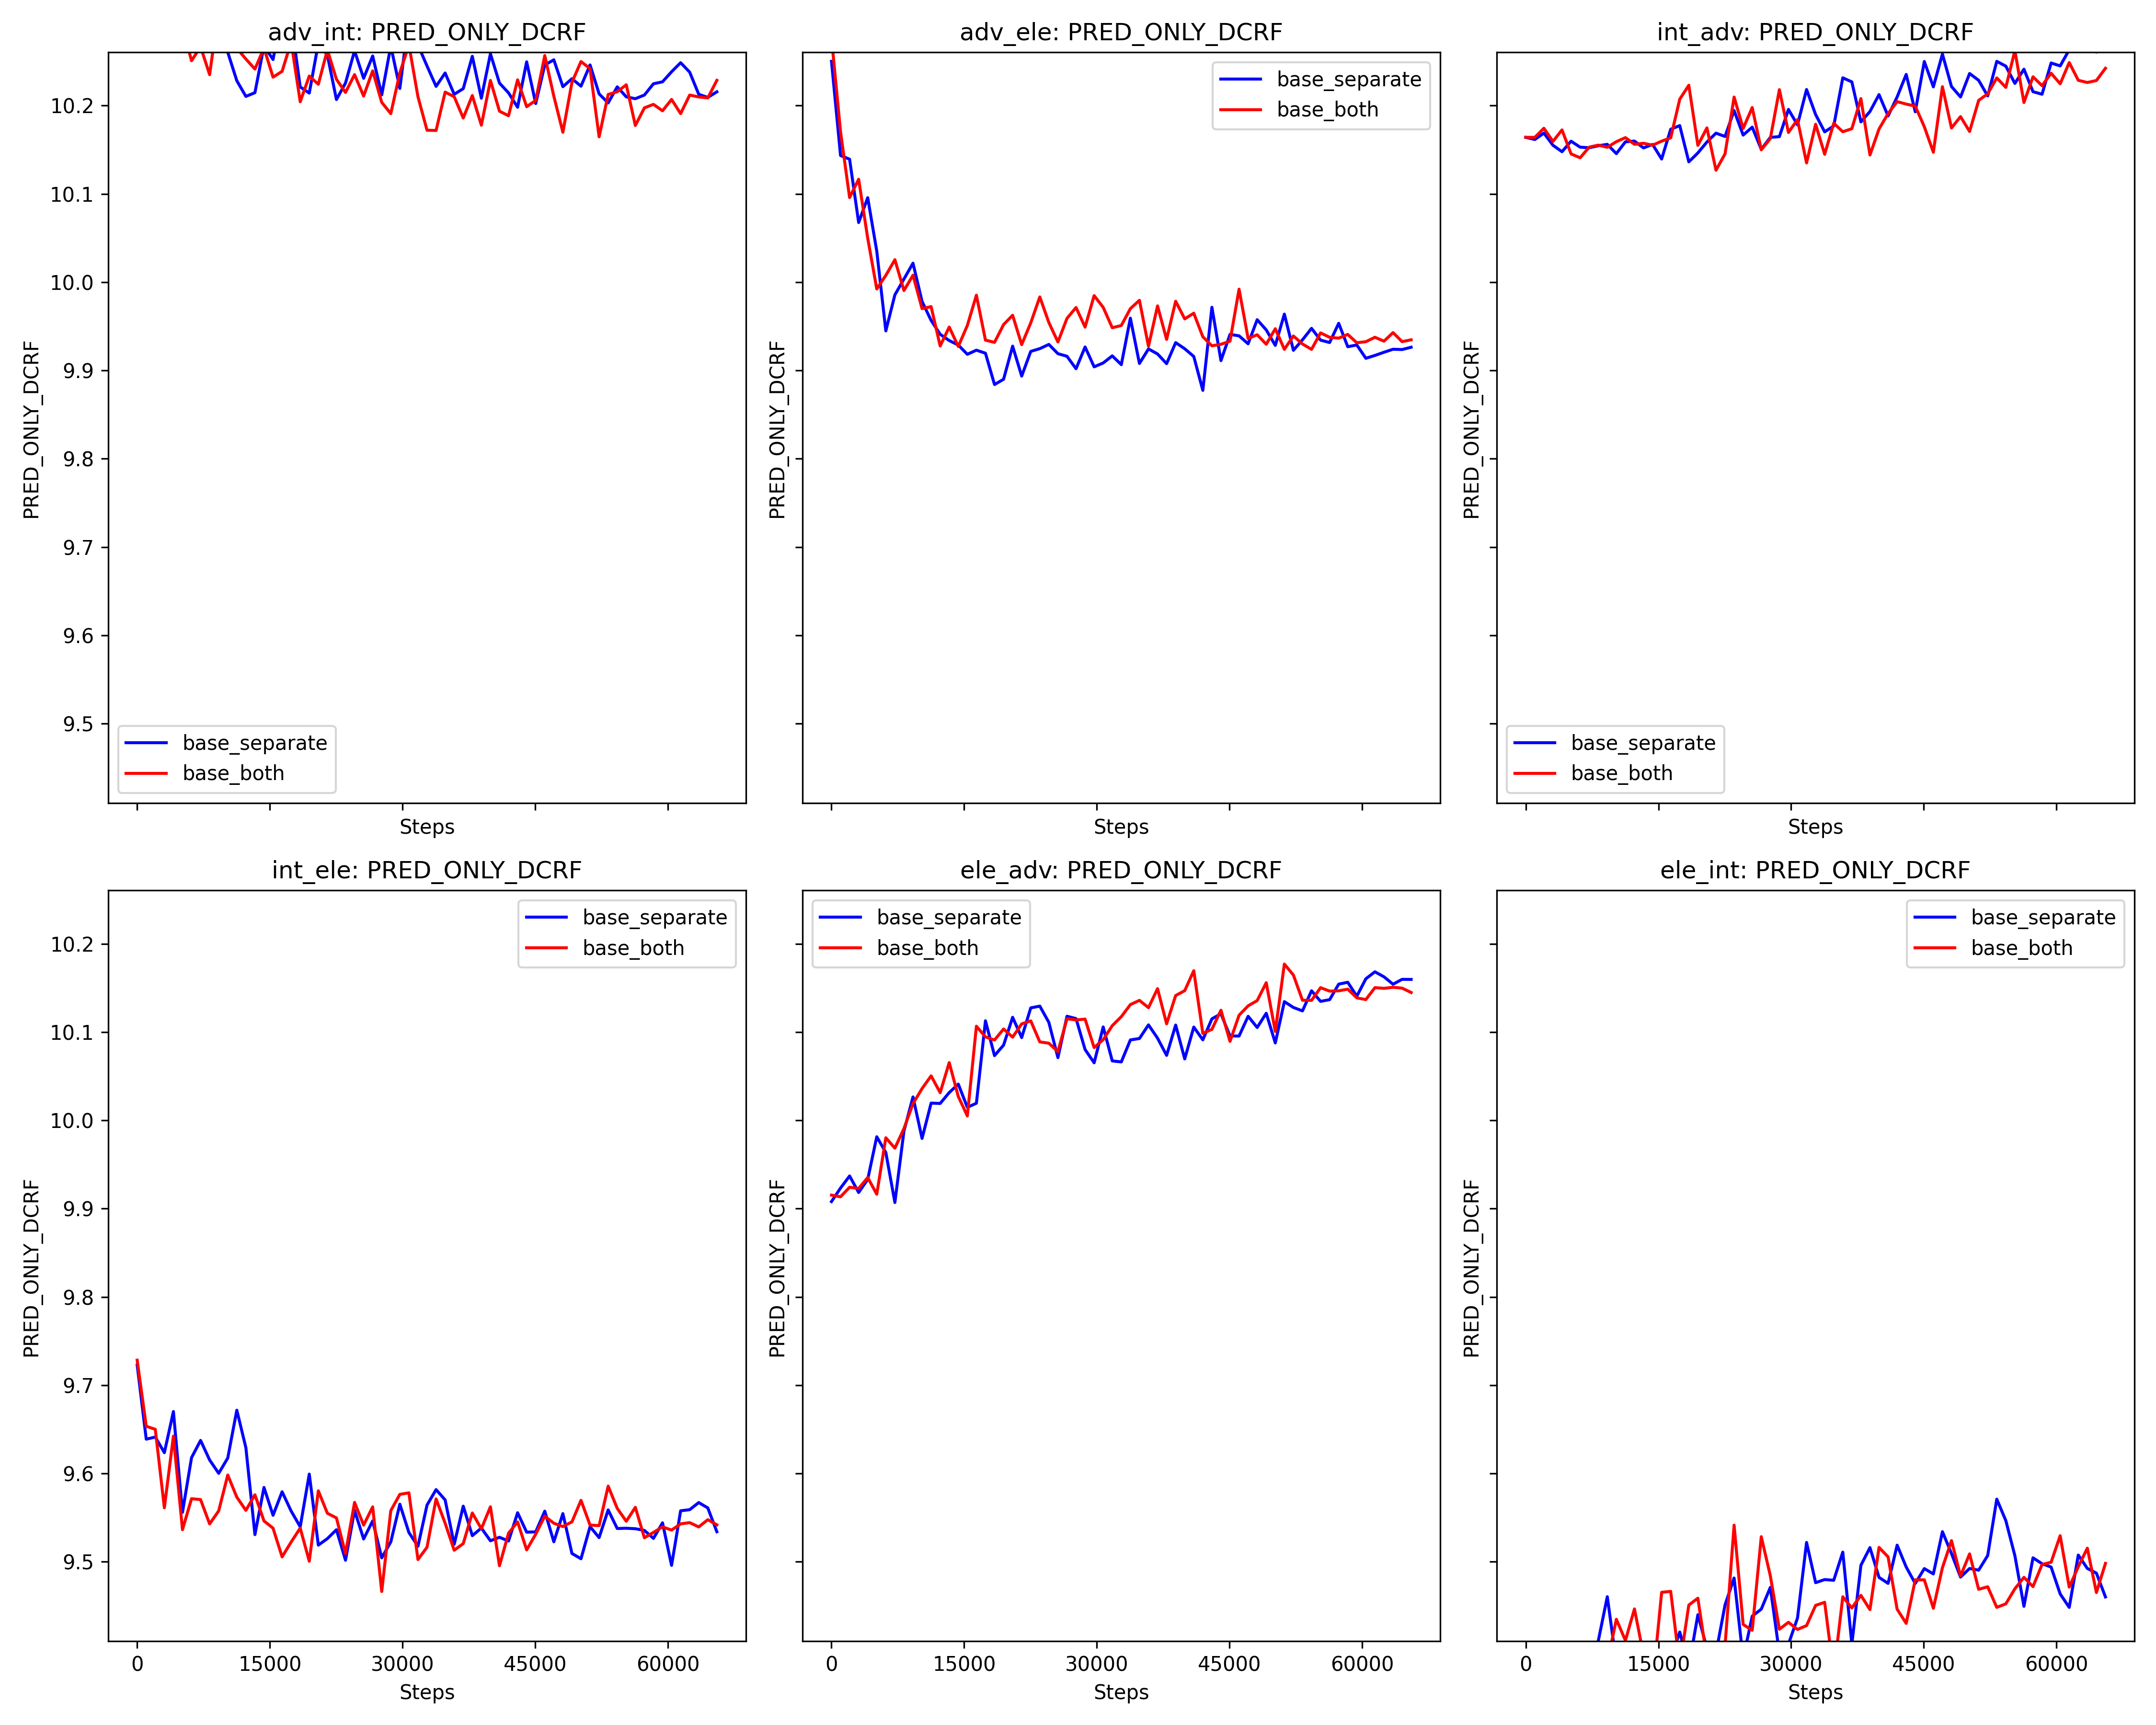 adv_int: PRED_ONLY_DCRF
PRED_ONLY_DCRF
10.2
10.1
10.0
9.9
9.8
9.7
9.6
9.5
base_separate
base_both
Steps
adv_ele: PRED_ONLY_DCRF
PRED_ONLY_DCRF
base_separate
base_both
Steps
int_adv: PRED_ONLY_DCRF
PRED_ONLY_DCRF
base_separate
base_both
Steps
int_ele: PRED_ONLY_DCRF
PRED_ONLY_DCRF
10.2
10.1
10.0
9.9
9.8
9.7
9.6
9.5
base_separate
base_both
0 15000 30000 45000 60000
Steps
ele_adv: PRED_ONLY_DCRF
PRED_ONLY_DCRF
base_separate
base_both
0 15000 30000 45000 60000
Steps
ele_int: PRED_ONLY_DCRF
PRED_ONLY_DCRF
base_separate
base_both
0 15000 30000 45000 60000
Steps